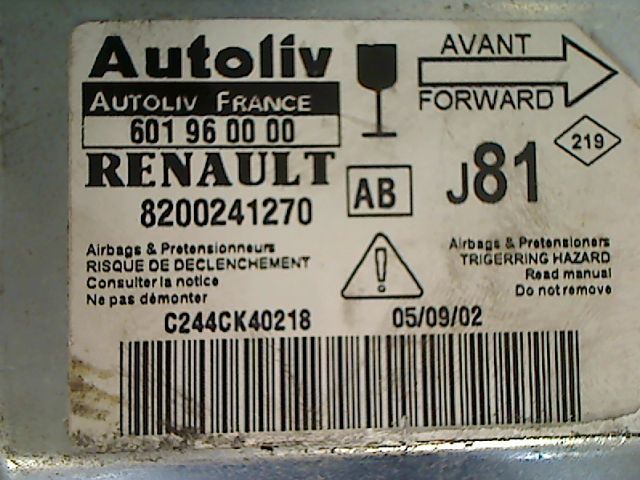 Autoliv
AUTOLIV FRANCE
601 96 00 00
RENAULT
8200241270
AVANT
FORWARD
219
AB
J81
Airbags & Pretensionneurs
RISQUE DE DECLENCHEMENT
Consulter la notice
Ne pas démonter
Airbags & Pretensioners
TRIGERRING HAZARD
Read manual
Do not remove
C244CK40218 05/09/02